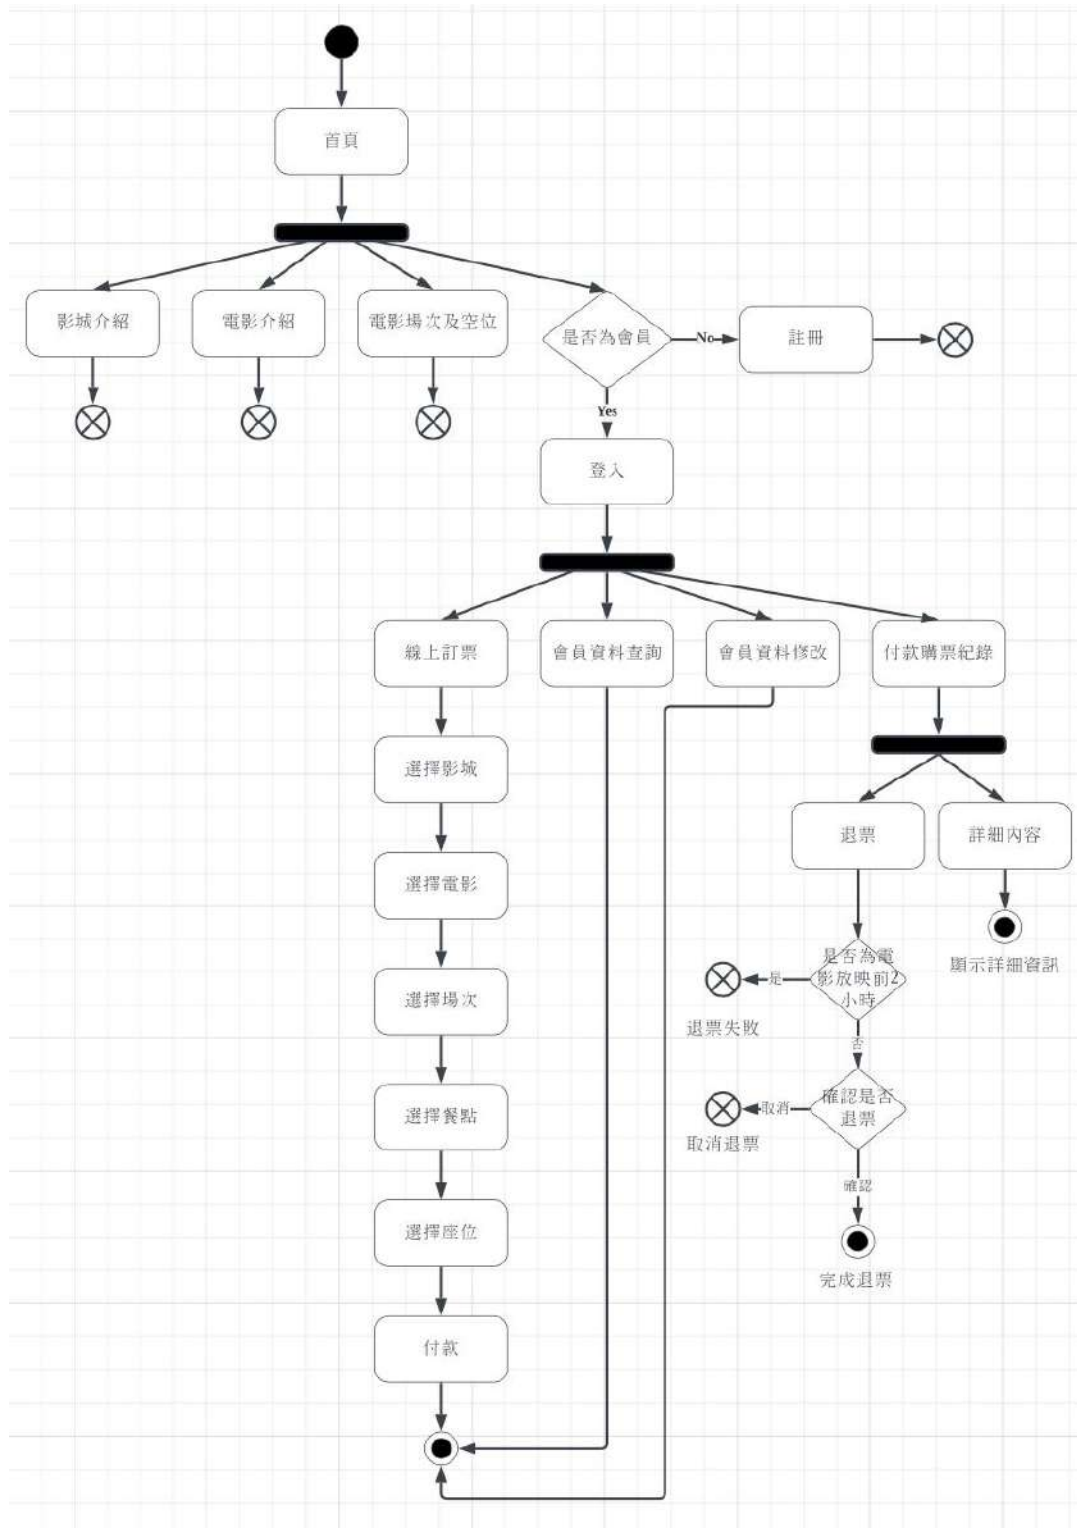 首頁
影城介紹
電影介紹
電影場次及空位
是否為會員
No
註冊
Yes
登入
線上訂票
會員資料查詢
會員資料修改
付款購票紀錄
選擇影城
選擇電影
選擇場次
選擇餐點
選擇座位
付款
退票
詳細內容
顯示詳細資訊
是否為電
影放映前2
小時
是
退票失敗
否
確認是否
退票
取消
取消退票
確認
完成退票